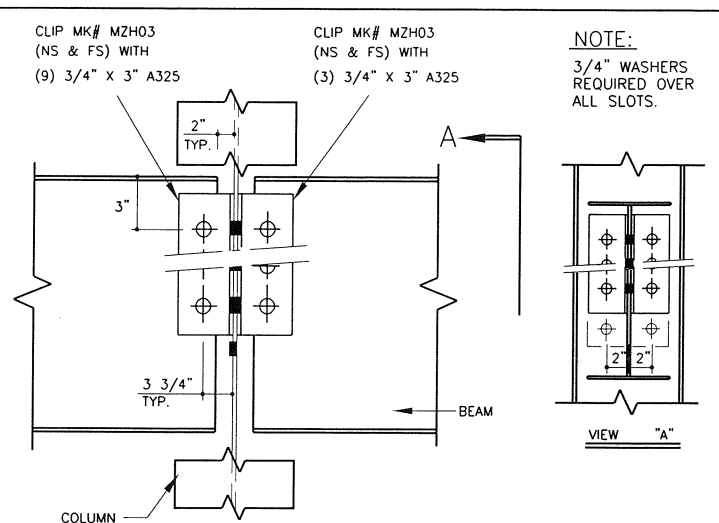 CLIP MK# MZH03
(NS & FS) WITH
(9) 3/4" X 3" A325
CLIP MK# MZH03
(NS & FS) WITH
(3) 3/4" X 3" A325
NOTE:
3/4" WASHERS
REQUIRED OVER
ALL SLOTS.
2"
TYP.
A
3"
3 3/4"
TYP.
BEAM
2" 2"
VIEW "A"
COLUMN